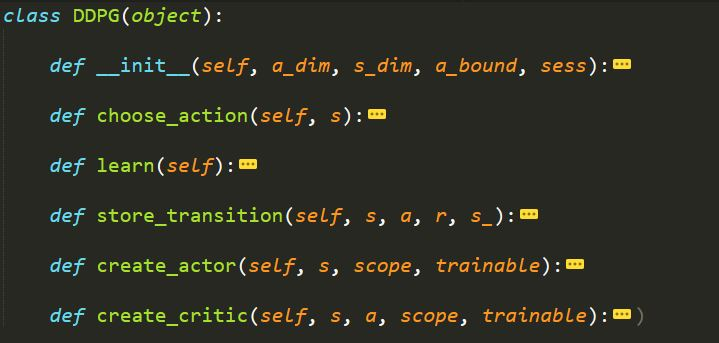 class DDPG(object):
def __init__(self, a_dim, s_dim, a_bound, sess):
def choose_action(self, s):
def learn(self):
def store_transition(self, s, a, r, s_):
def create_actor(self, s, scope, trainable):
def create_critic(self, s, a, scope, trainable): )